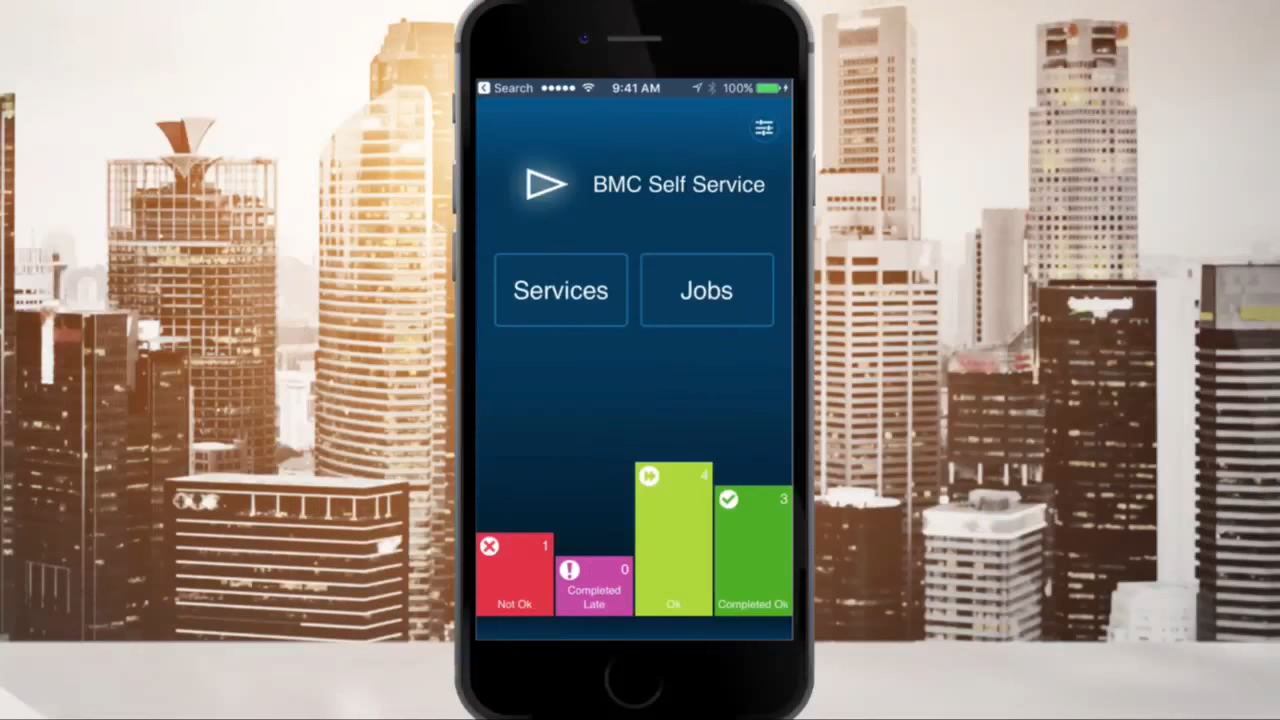 Search 9:41 AM 100%
BMC Self Service
Services Jobs
4
3
1
0
Completed
Late
Not Ok Ok Completed Ok